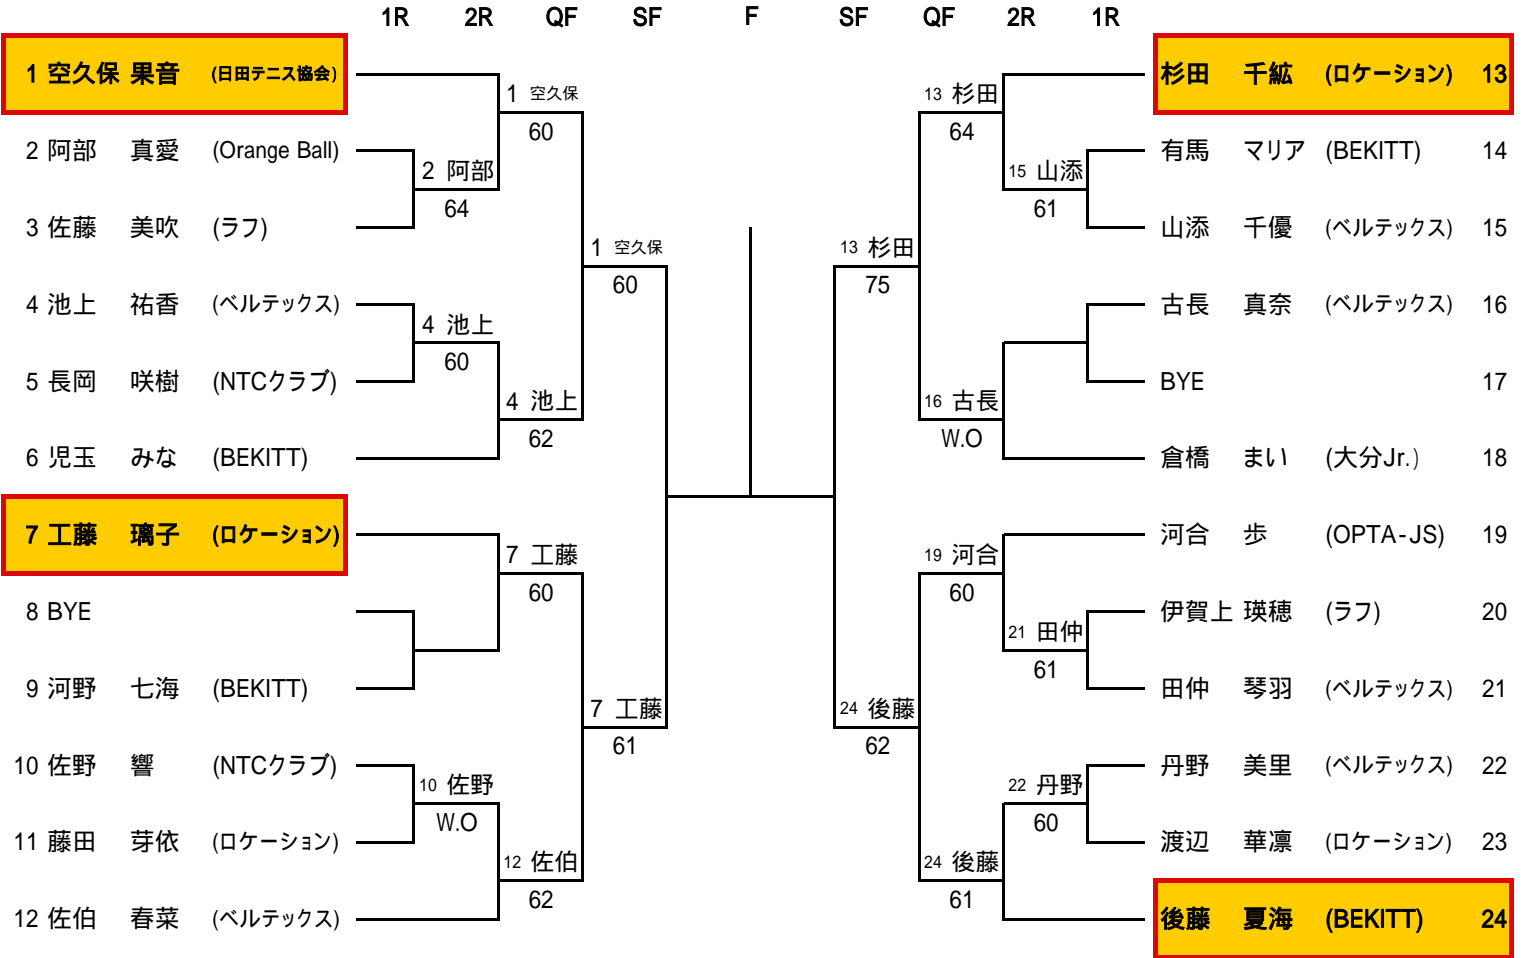 1R 2R QF SF F SF QF 2R 1R
1 空久保 果音 (日田テニス協会) 杉田 千紘 (ロケーション) 13
1 空久保 13 杉田
60 64
2 阿部 真愛 (Orange Ball) 有馬 マリア (BEKITT) 14
2 阿部 15 山添
64 61
3 佐藤 美吹 (ラフ) 山添 千優 (ベルテックス) 15
1 空久保 13 杉田
60 75
4 池上 祐香 (ベルテックス) 古長 真奈 (ベルテックス) 16
4 池上
60
5 長岡 咲樹 (NTCクラブ) BYE 17
4 池上 16 古長
62 W.O
6 児玉 みな (BEKITT) 倉橋 まい (大分Jr.) 18
7 工藤 璃子 (ロケーション) 河合 歩 (OPTA-JS) 19
7 工藤 19 河合
60 60
8 BYE 伊賀上 瑛穂 (ラフ) 20
21 田仲
61
9 河野 七海 (BEKITT) 田仲 琴羽 (ベルテックス) 21
7 工藤 24 後藤
61 62
10 佐野 響 (NTCクラブ) 丹野 美里 (ベルテックス) 22
10 佐野 22 丹野
W.O 60
11 藤田 芽依 (ロケーション) 渡辺 華凛 (ロケーション) 23
12 佐伯 24 後藤
62 61
12 佐伯 春菜 (ベルテックス) 後藤 夏海 (BEKITT) 24